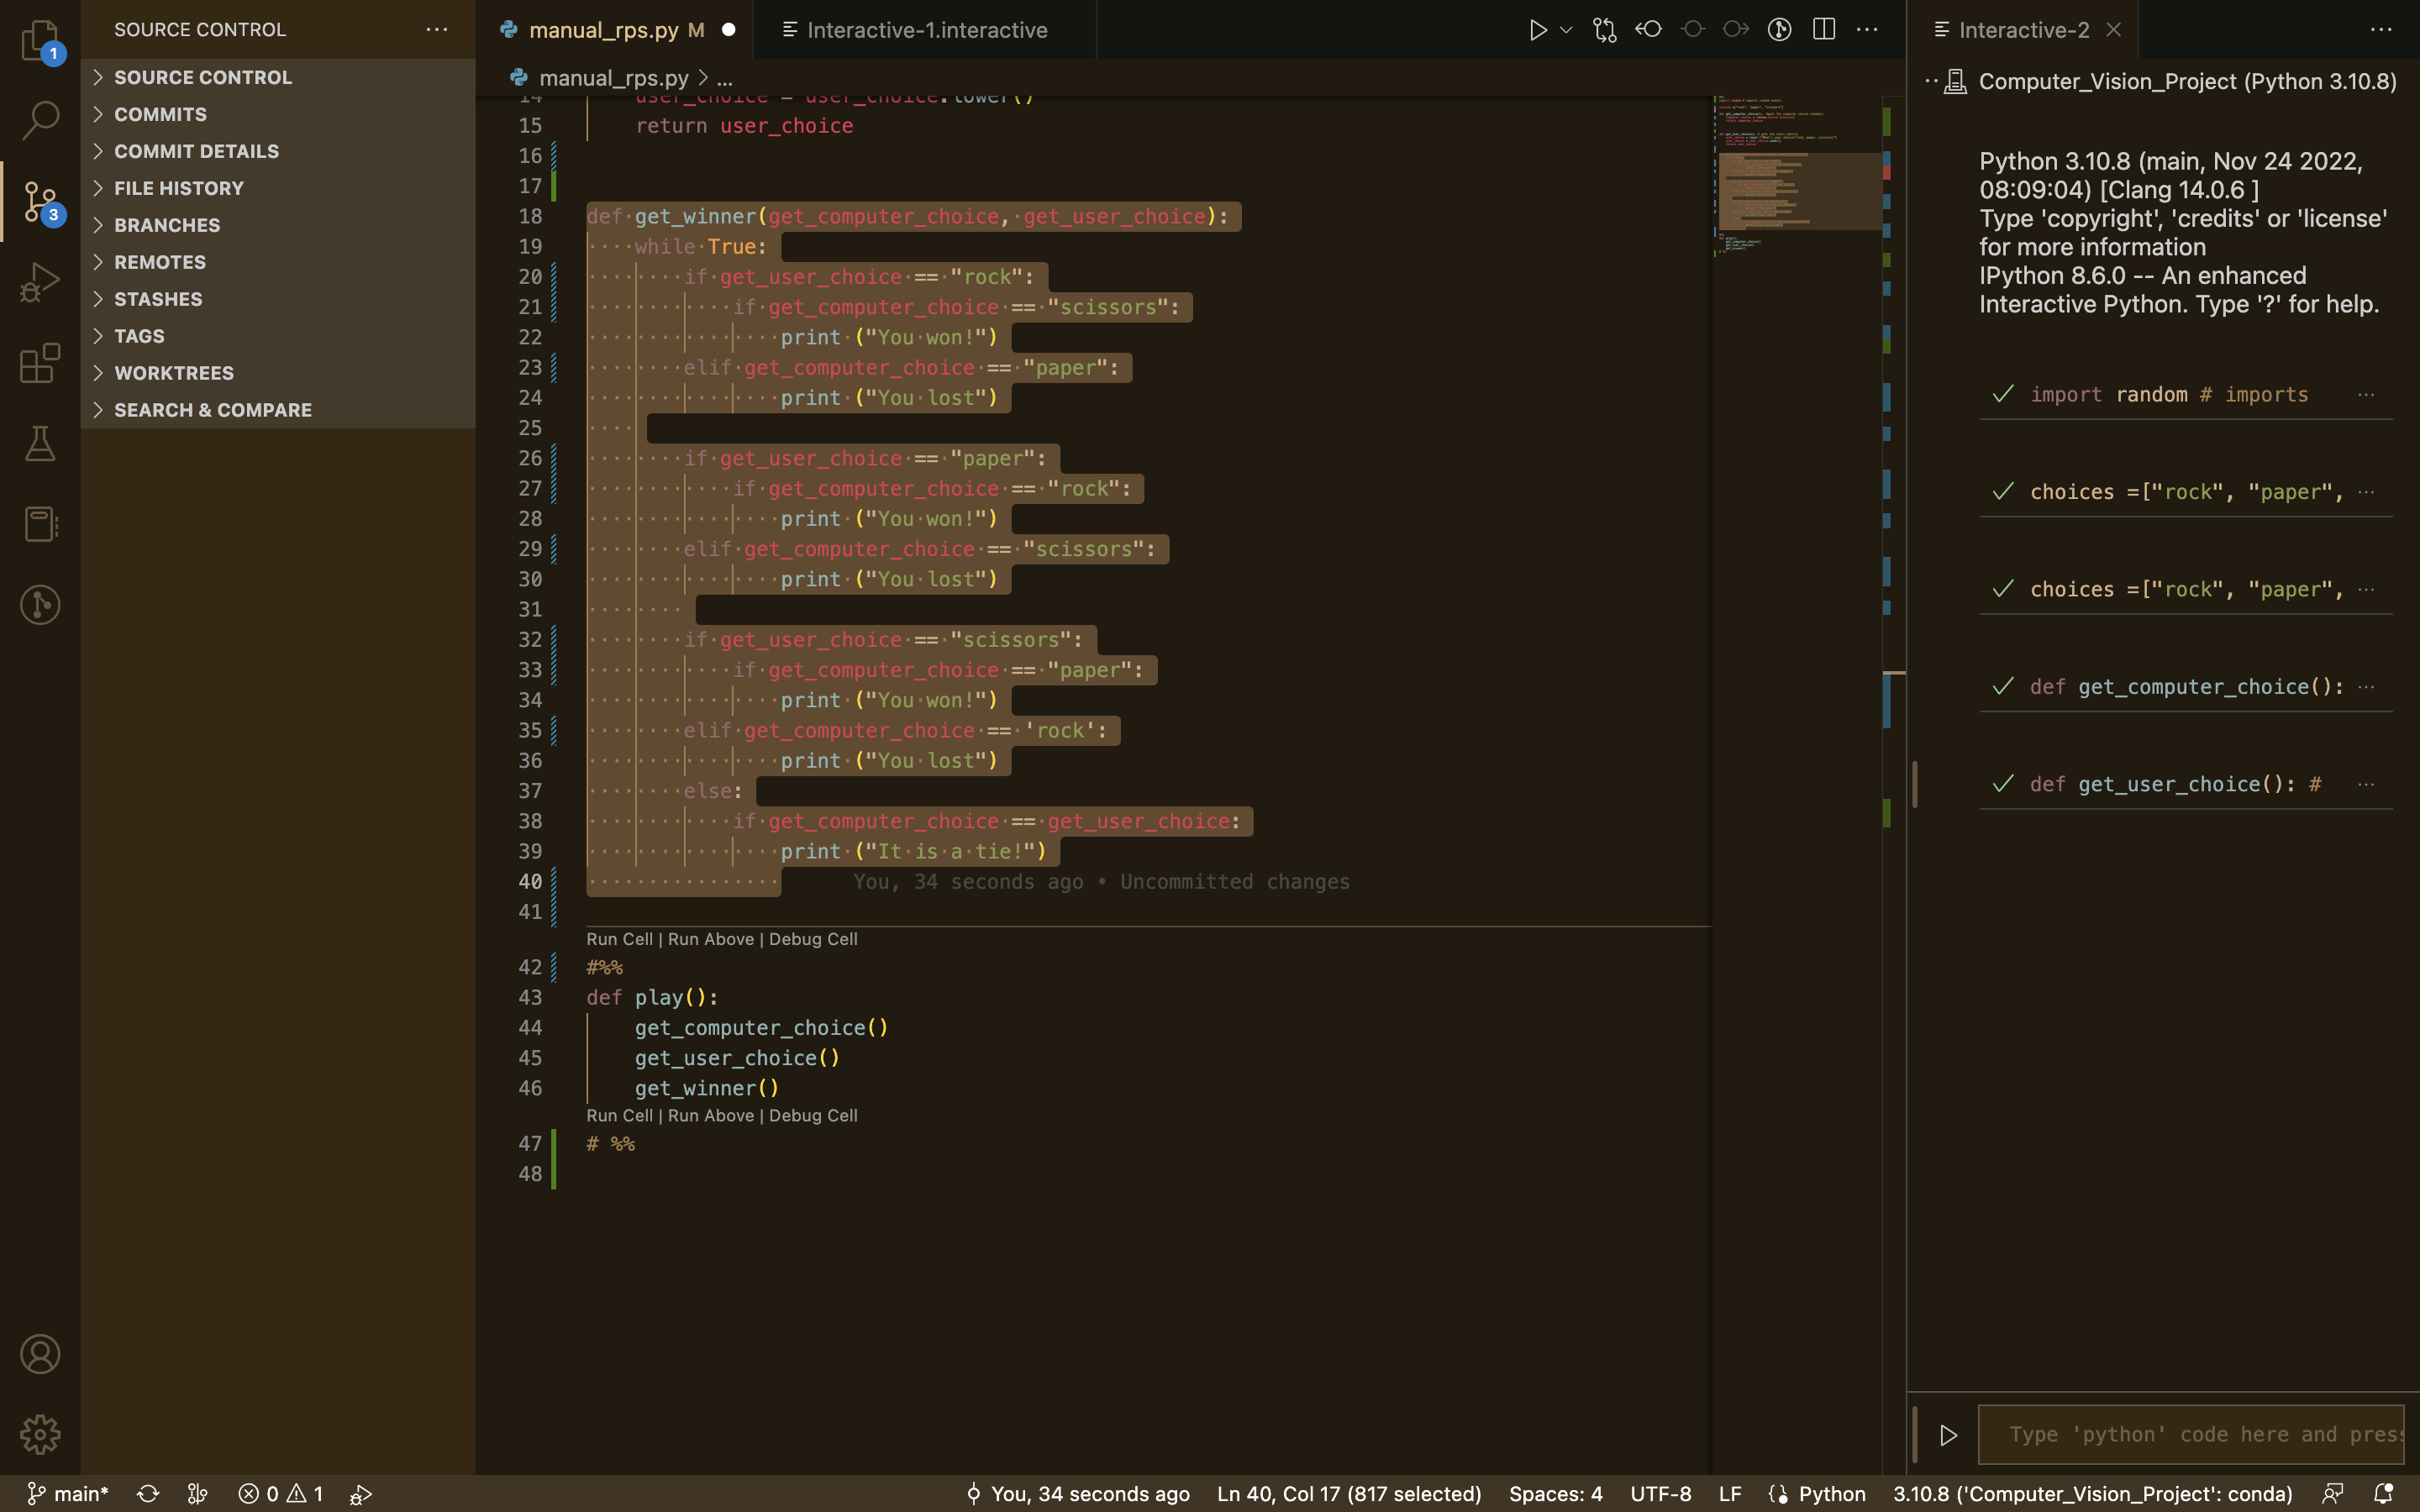 1
SOURCE CONTROL
SOURCE CONTROL
COMMITS
COMMIT DETAILS
FILE HISTORY
BRANCHES
REMOTES
STASHES
TAGS
WORKTREES
SEARCH & COMPARE
3
manual_rps.py M
Interactive-1.interactive
manual_rps.py > ...
14 user_choice = user_choice.lower()
15 return user_choice
16
17
18 def get_winner(get_computer_choice, get_user_choice):
19 while True:
20 if get_user_choice == "rock":
21 if get_computer_choice == "scissors":
22 print ("You won!")
23 elif get_computer_choice == "paper":
24 print ("You lost")
25
26 if get_user_choice == "paper":
27 if get_computer_choice == "rock":
28 print ("You won!")
29 elif get_computer_choice == "scissors":
30 print ("You lost")
31
32 if get_user_choice == "scissors":
33 if get_computer_choice == "paper":
34 print ("You won!")
35 elif get_computer_choice == 'rock':
36 print ("You lost")
37 else:
38 if get_computer_choice == get_user_choice:
39 print ("It is a tie!")
40 You, 34 seconds ago • Uncommitted changes
41
Run Cell | Run Above | Debug Cell
42 #%%
43 def play():
44 get_computer_choice()
45 get_user_choice()
46 get_winner()
Run Cell | Run Above | Debug Cell
47 # %%
48
Interactive-2
Computer_Vision_Project (Python 3.10.8)
Python 3.10.8 (main, Nov 24 2022,
08:09:04) [Clang 14.0.6 ]
Type 'copyright', 'credits' or 'license'
for more information
IPython 8.6.0 -- An enhanced
Interactive Python. Type '?' for help.
import random # imports ...
choices =["rock", "paper", ...
choices =["rock", "paper", ...
def get_computer_choice(): ...
def get_user_choice(): # ...
Type 'python' code here and press
main* 0 1
You, 34 seconds ago Ln 40, Col 17 (817 selected) Spaces: 4 UTF-8 LF Python 3.10.8 ('Computer_Vision_Project': conda)